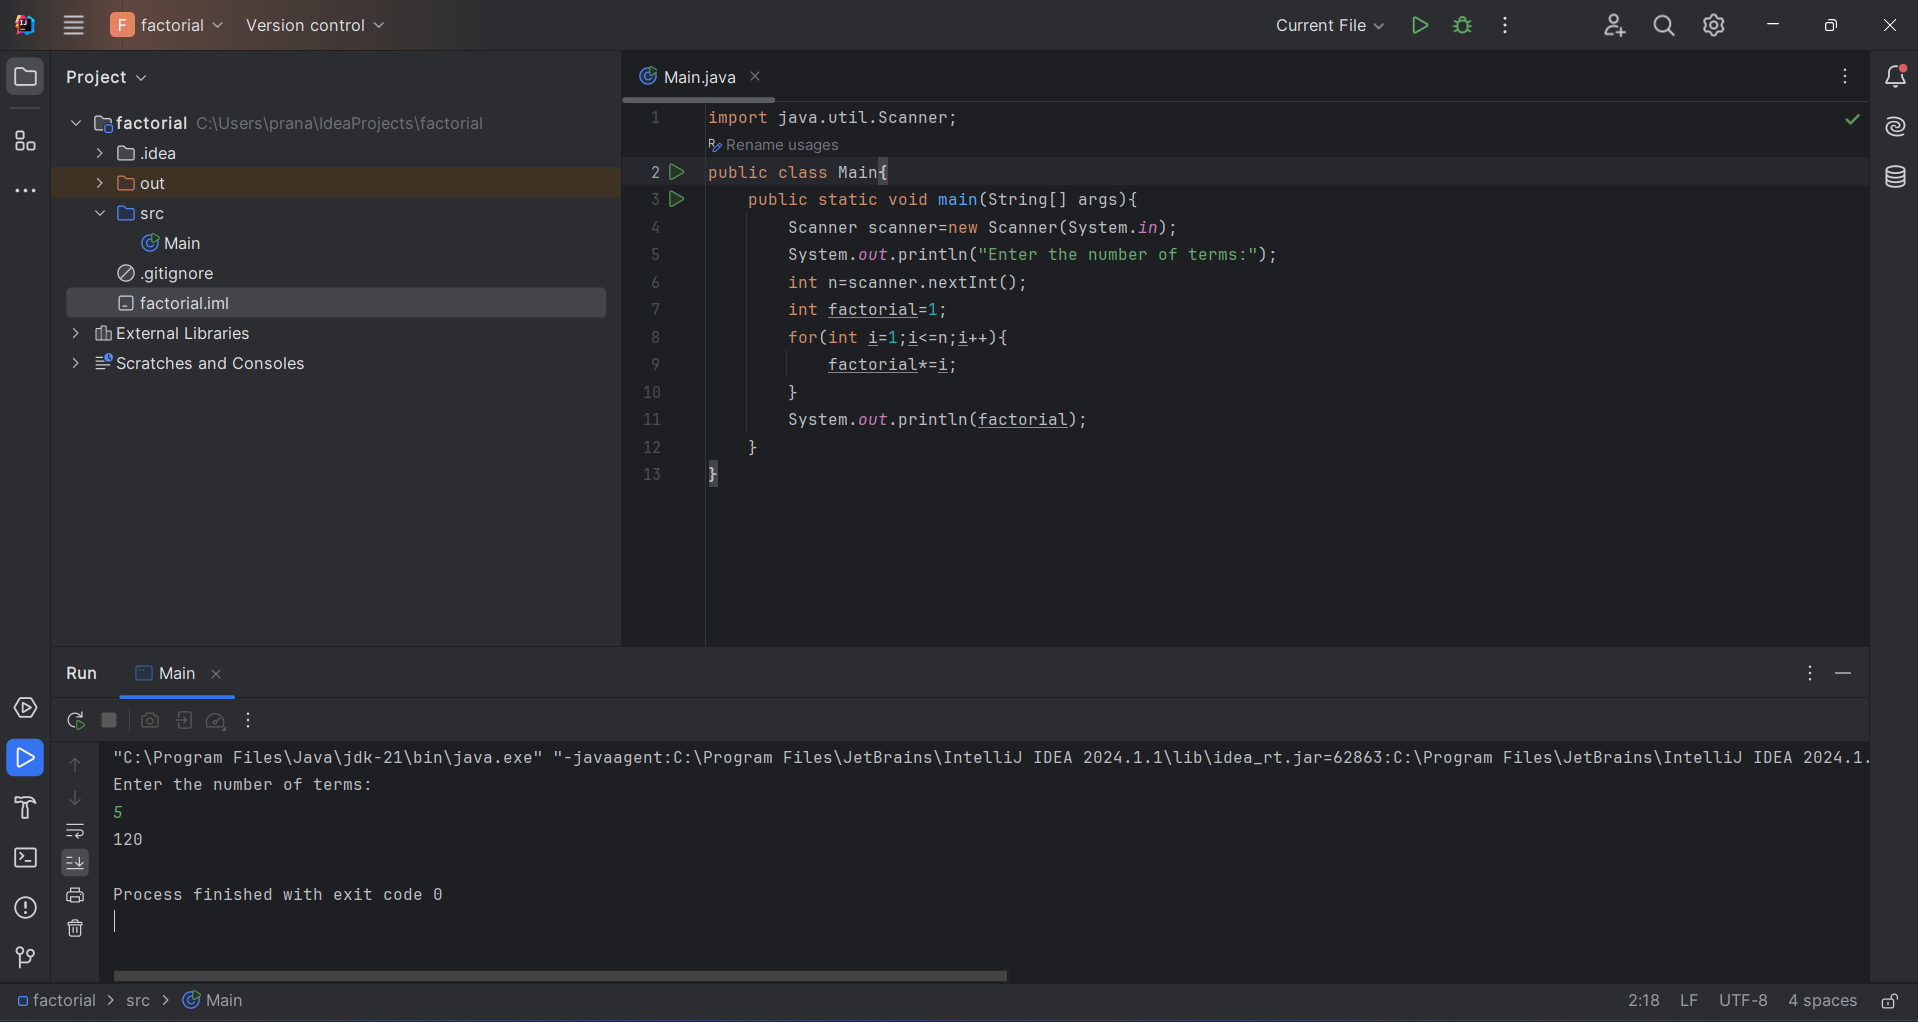 F factorial Version control Current File
Project
Main.java
factorial C:\Users\prana\IdeaProjects\factorial
.idea
out
src
Main
.gitignore
factorial.iml
External Libraries
Scratches and Consoles
1 import java.util.Scanner;
Rename usages
2 public class Main{
3 public static void main(String[] args){
4 Scanner scanner=new Scanner(System.in);
5 System.out.println("Enter the number of terms:");
6 int n=scanner.nextInt();
7 int factorial=1;
8 for(int i=1;i<=n;i++){
9 factorial*=i;
10 }
11 System.out.println(factorial);
12 }
13 }
Run Main
"C:\Program Files\Java\jdk-21\bin\java.exe" "-javaagent:C:\Program Files\JetBrains\IntelliJ IDEA 2024.1.1\lib\idea_rt.jar=62863:C:\Program Files\JetBrains\IntelliJ IDEA 2024.1.
Enter the number of terms:
5
120
Process finished with exit code 0
factorial > src > Main 2:18 LF UTF-8 4 spaces